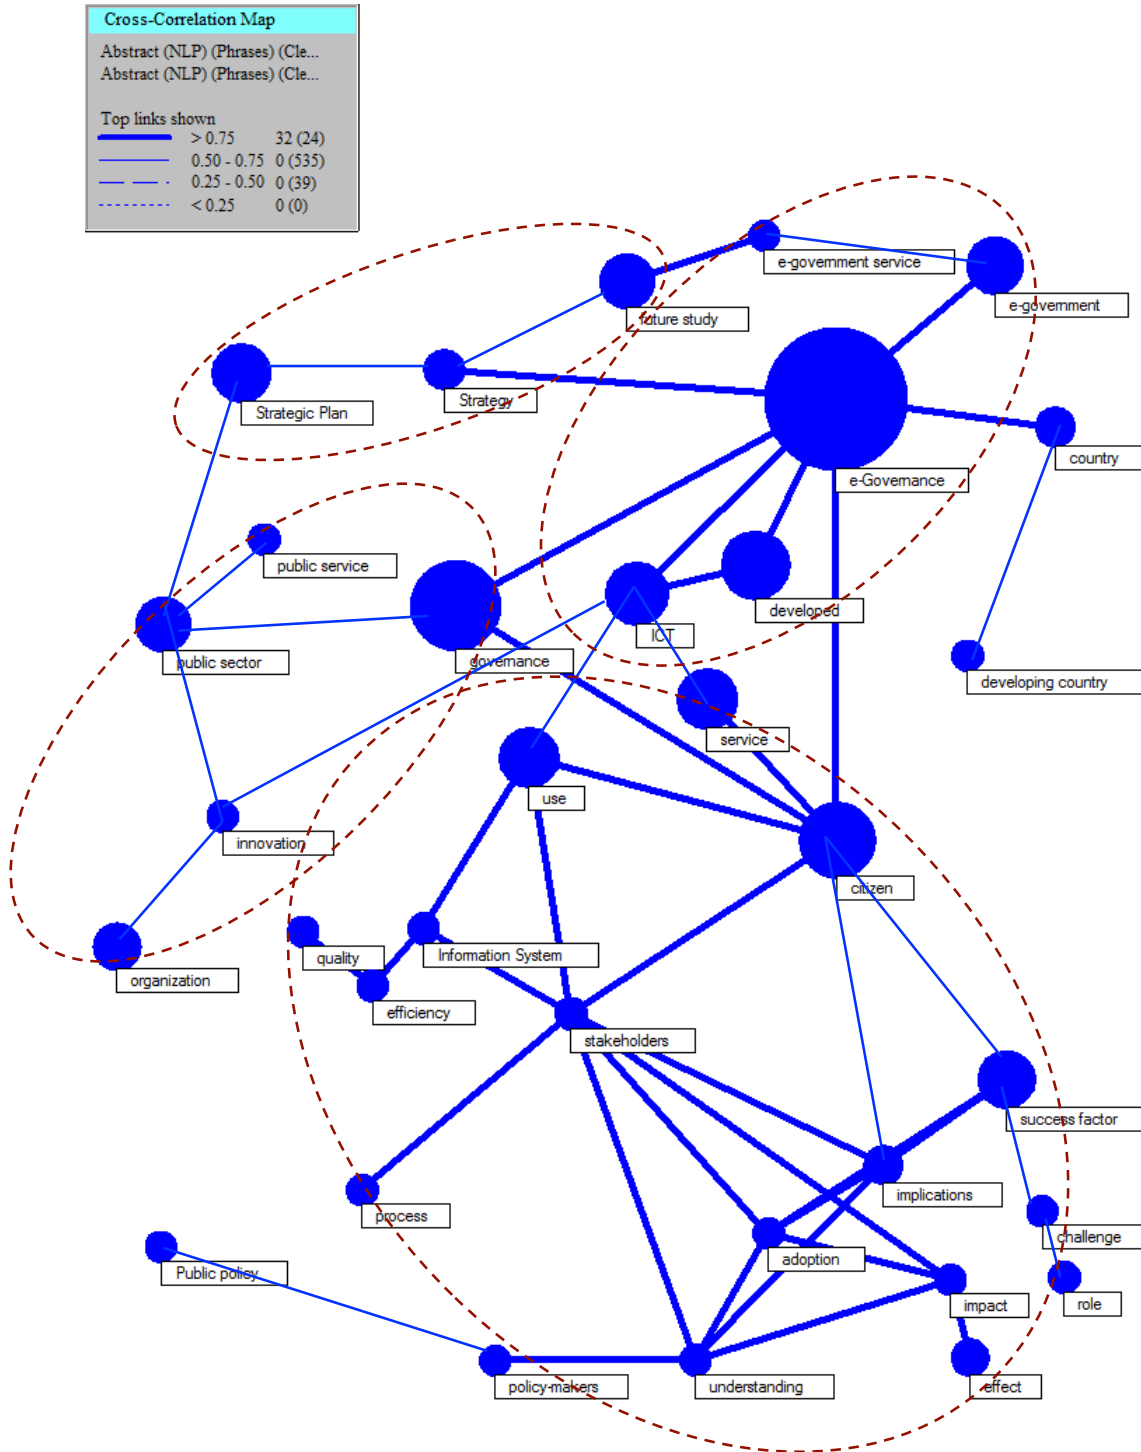 Cross-Correlation Map
Abstract (NLP) (Phrases) (Cle...
Abstract (NLP) (Phrases) (Cle...
Top links shown
> 0.75 32 (24)
0.50 - 0.75 0 (535)
0.25 - 0.50 0 (39)
< 0.25 0 (0)
e-government service
e-government
future study
Strategy
Strategic Plan
country
e-Governance
public service
developed
ICT
public sector
governance
developing country
service
use
innovation
citizen
Information System
quality
organization
efficiency
stakeholders
success factor
implications
process
challenge
adoption
Public policy
impact
role
policy-makers
understanding
effect